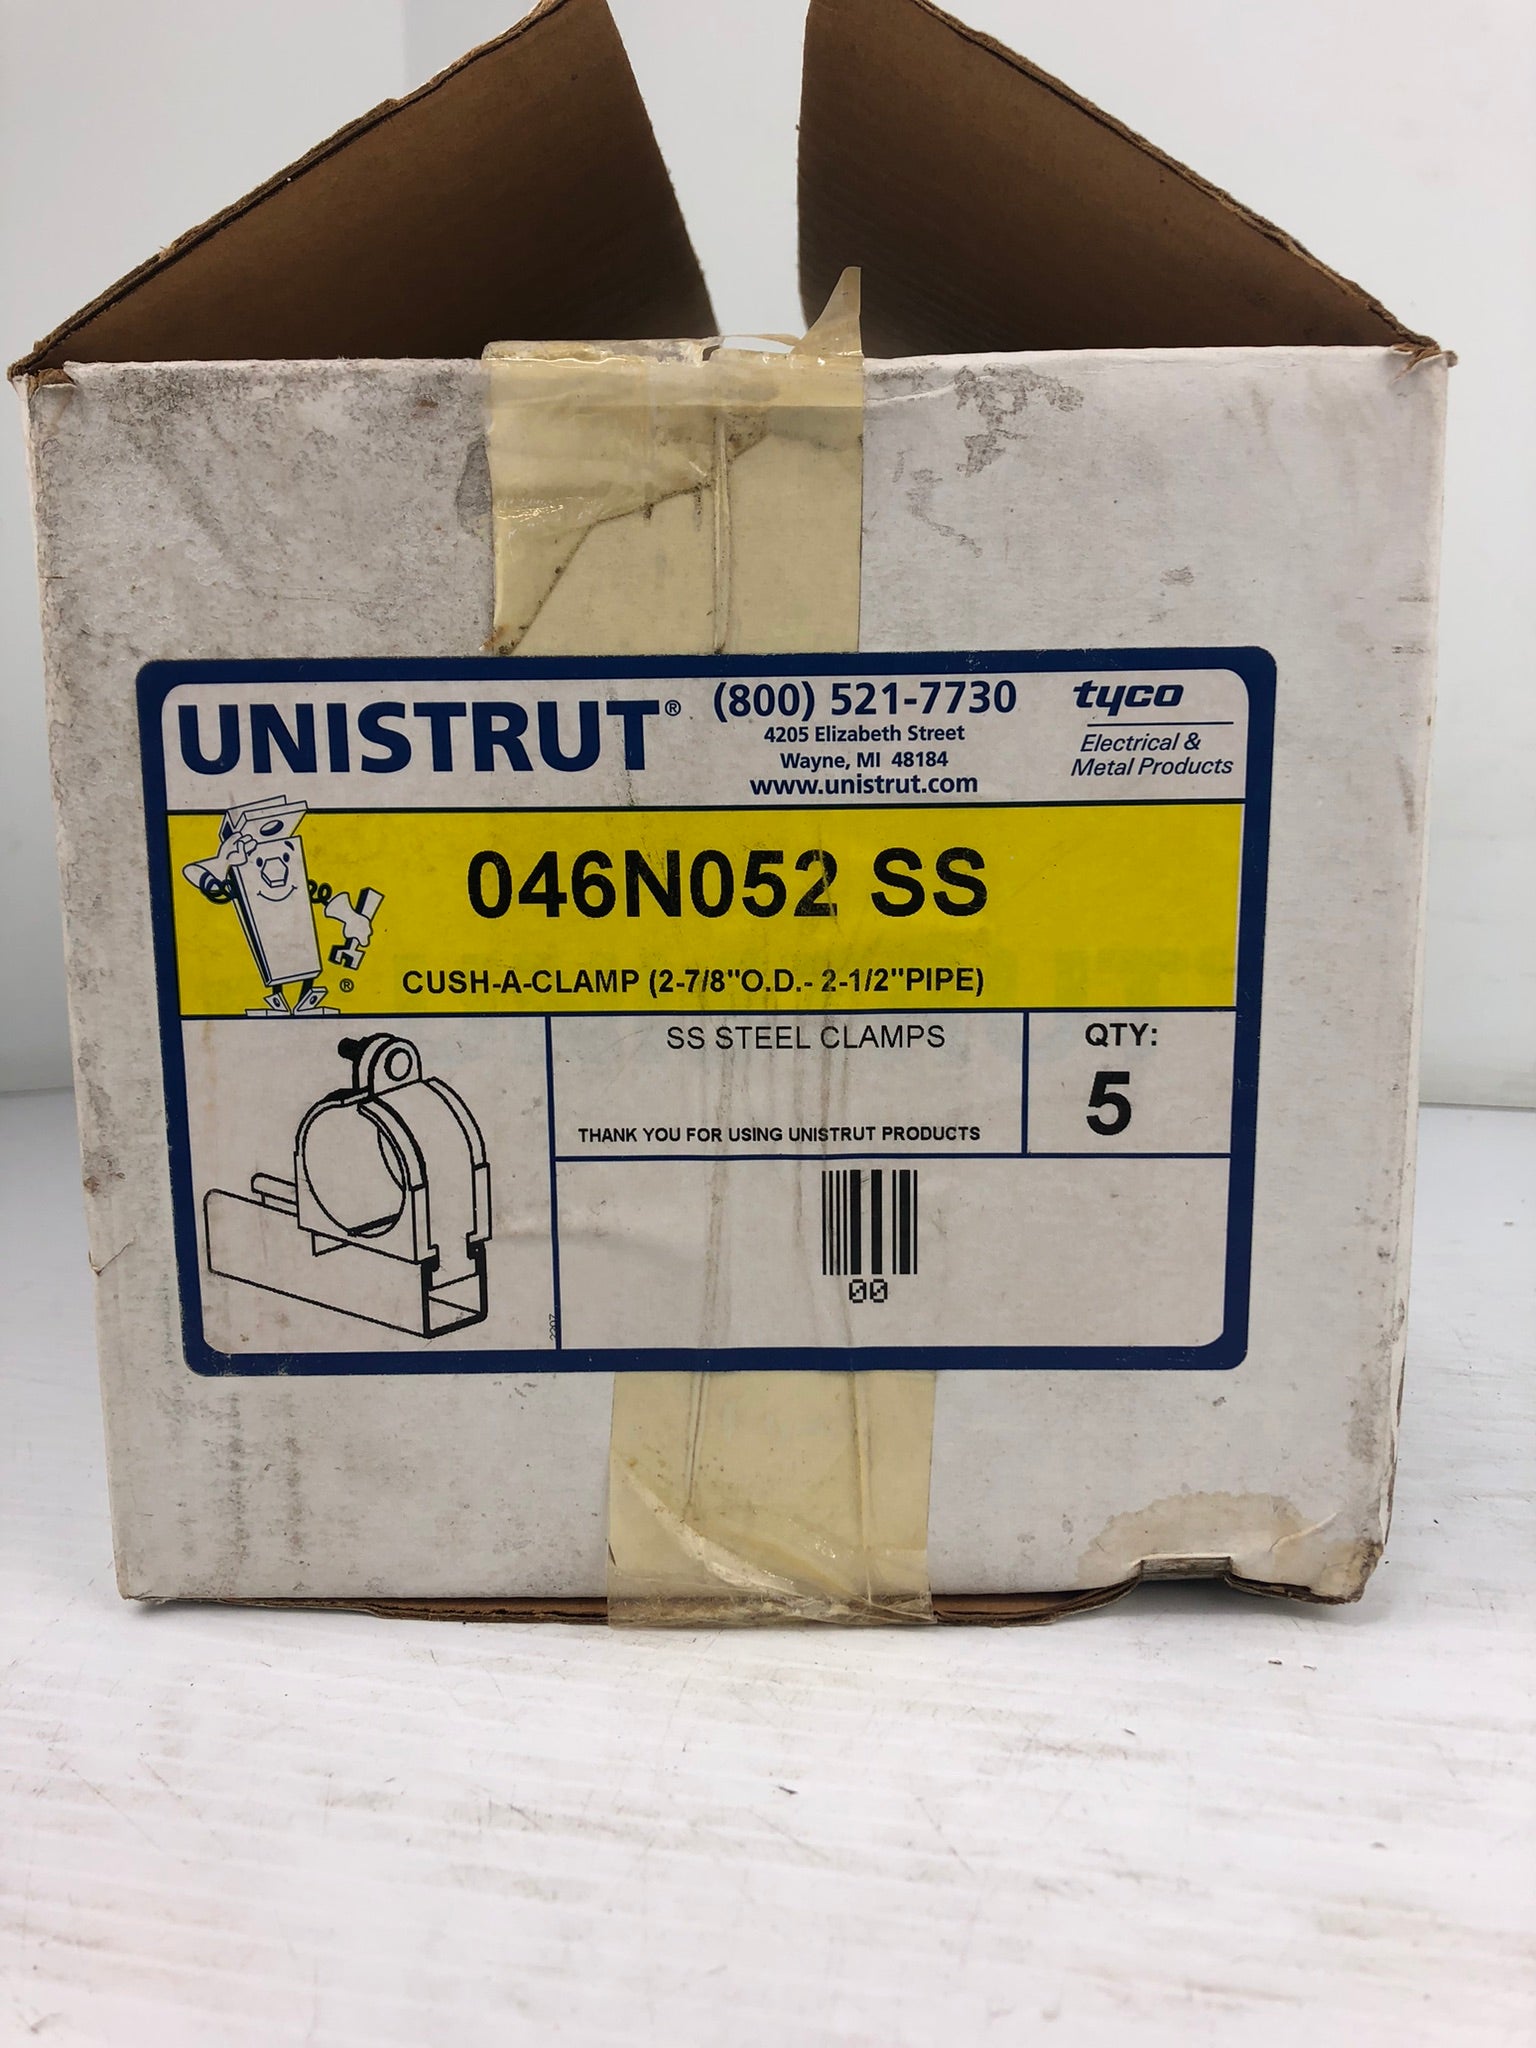 UNISTRUT®
(800) 521-7730
4205 Elizabeth Street
Wayne, MI 48184
www.unistrut.com
tyco
Electrical &
Metal Products
046N052 SS
CUSH-A-CLAMP (2-7/8"O.D.- 2-1/2"PIPE)
®
SS STEEL CLAMPS
THANK YOU FOR USING UNISTRUT PRODUCTS
QTY:
5
00